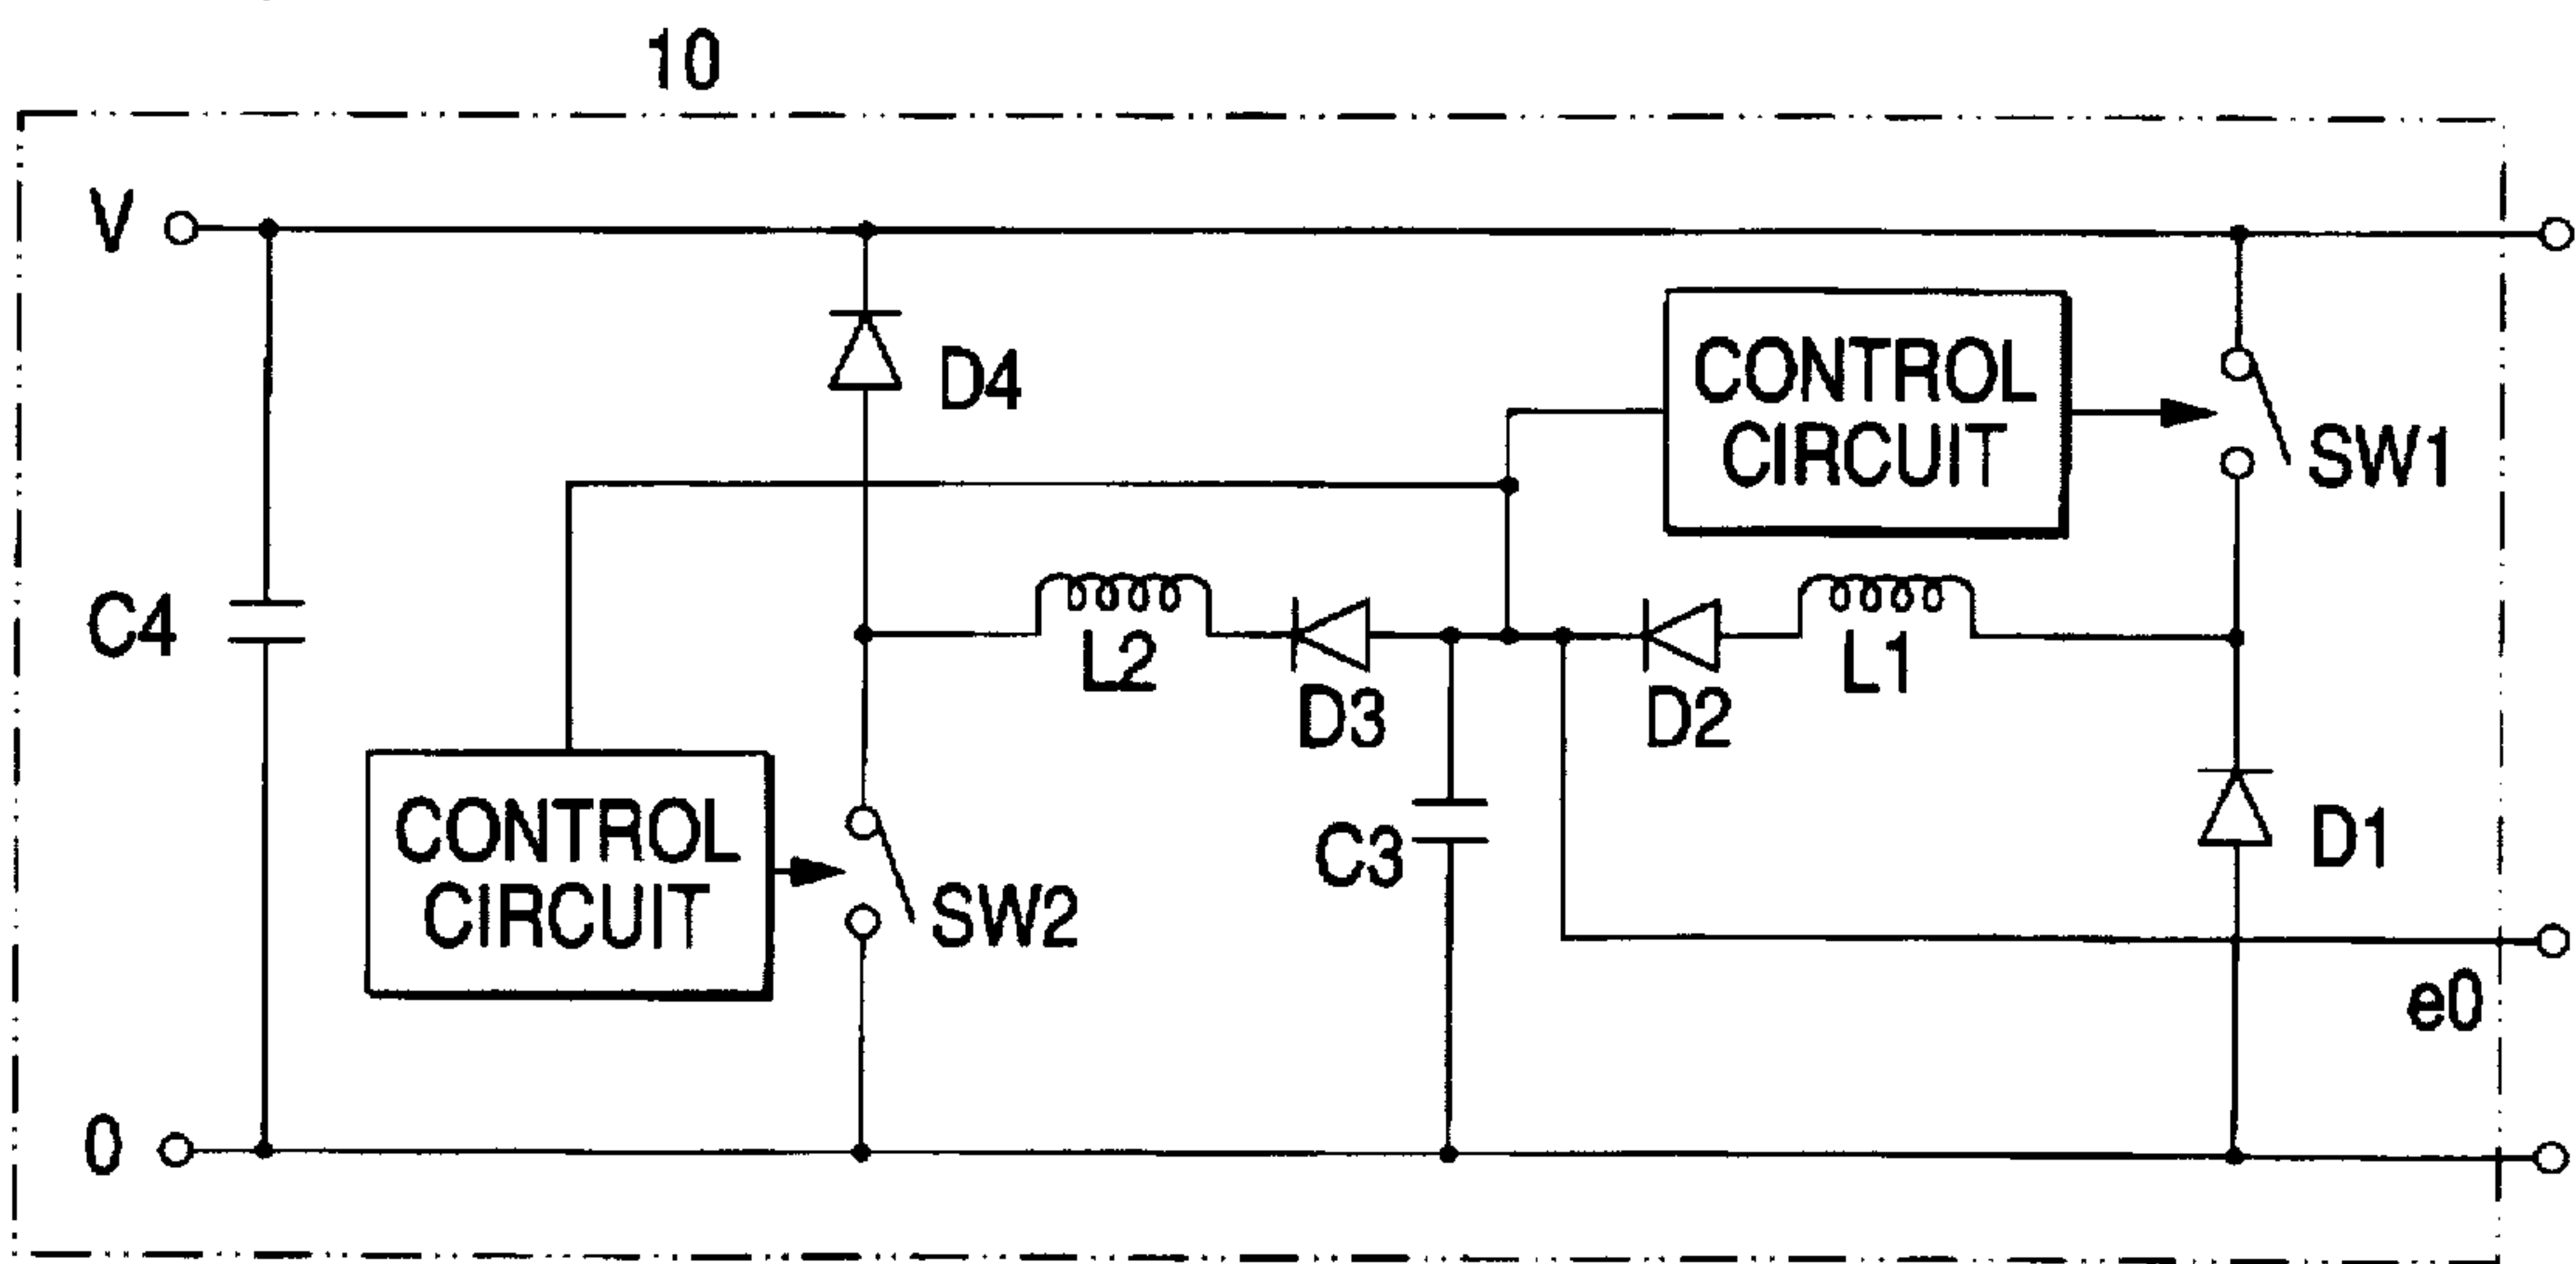 10
V
D4
CONTROL
CIRCUIT
SW1
C4
L2
D3
D2
L1
CONTROL
CIRCUIT
SW2
C3
D1
e0
0